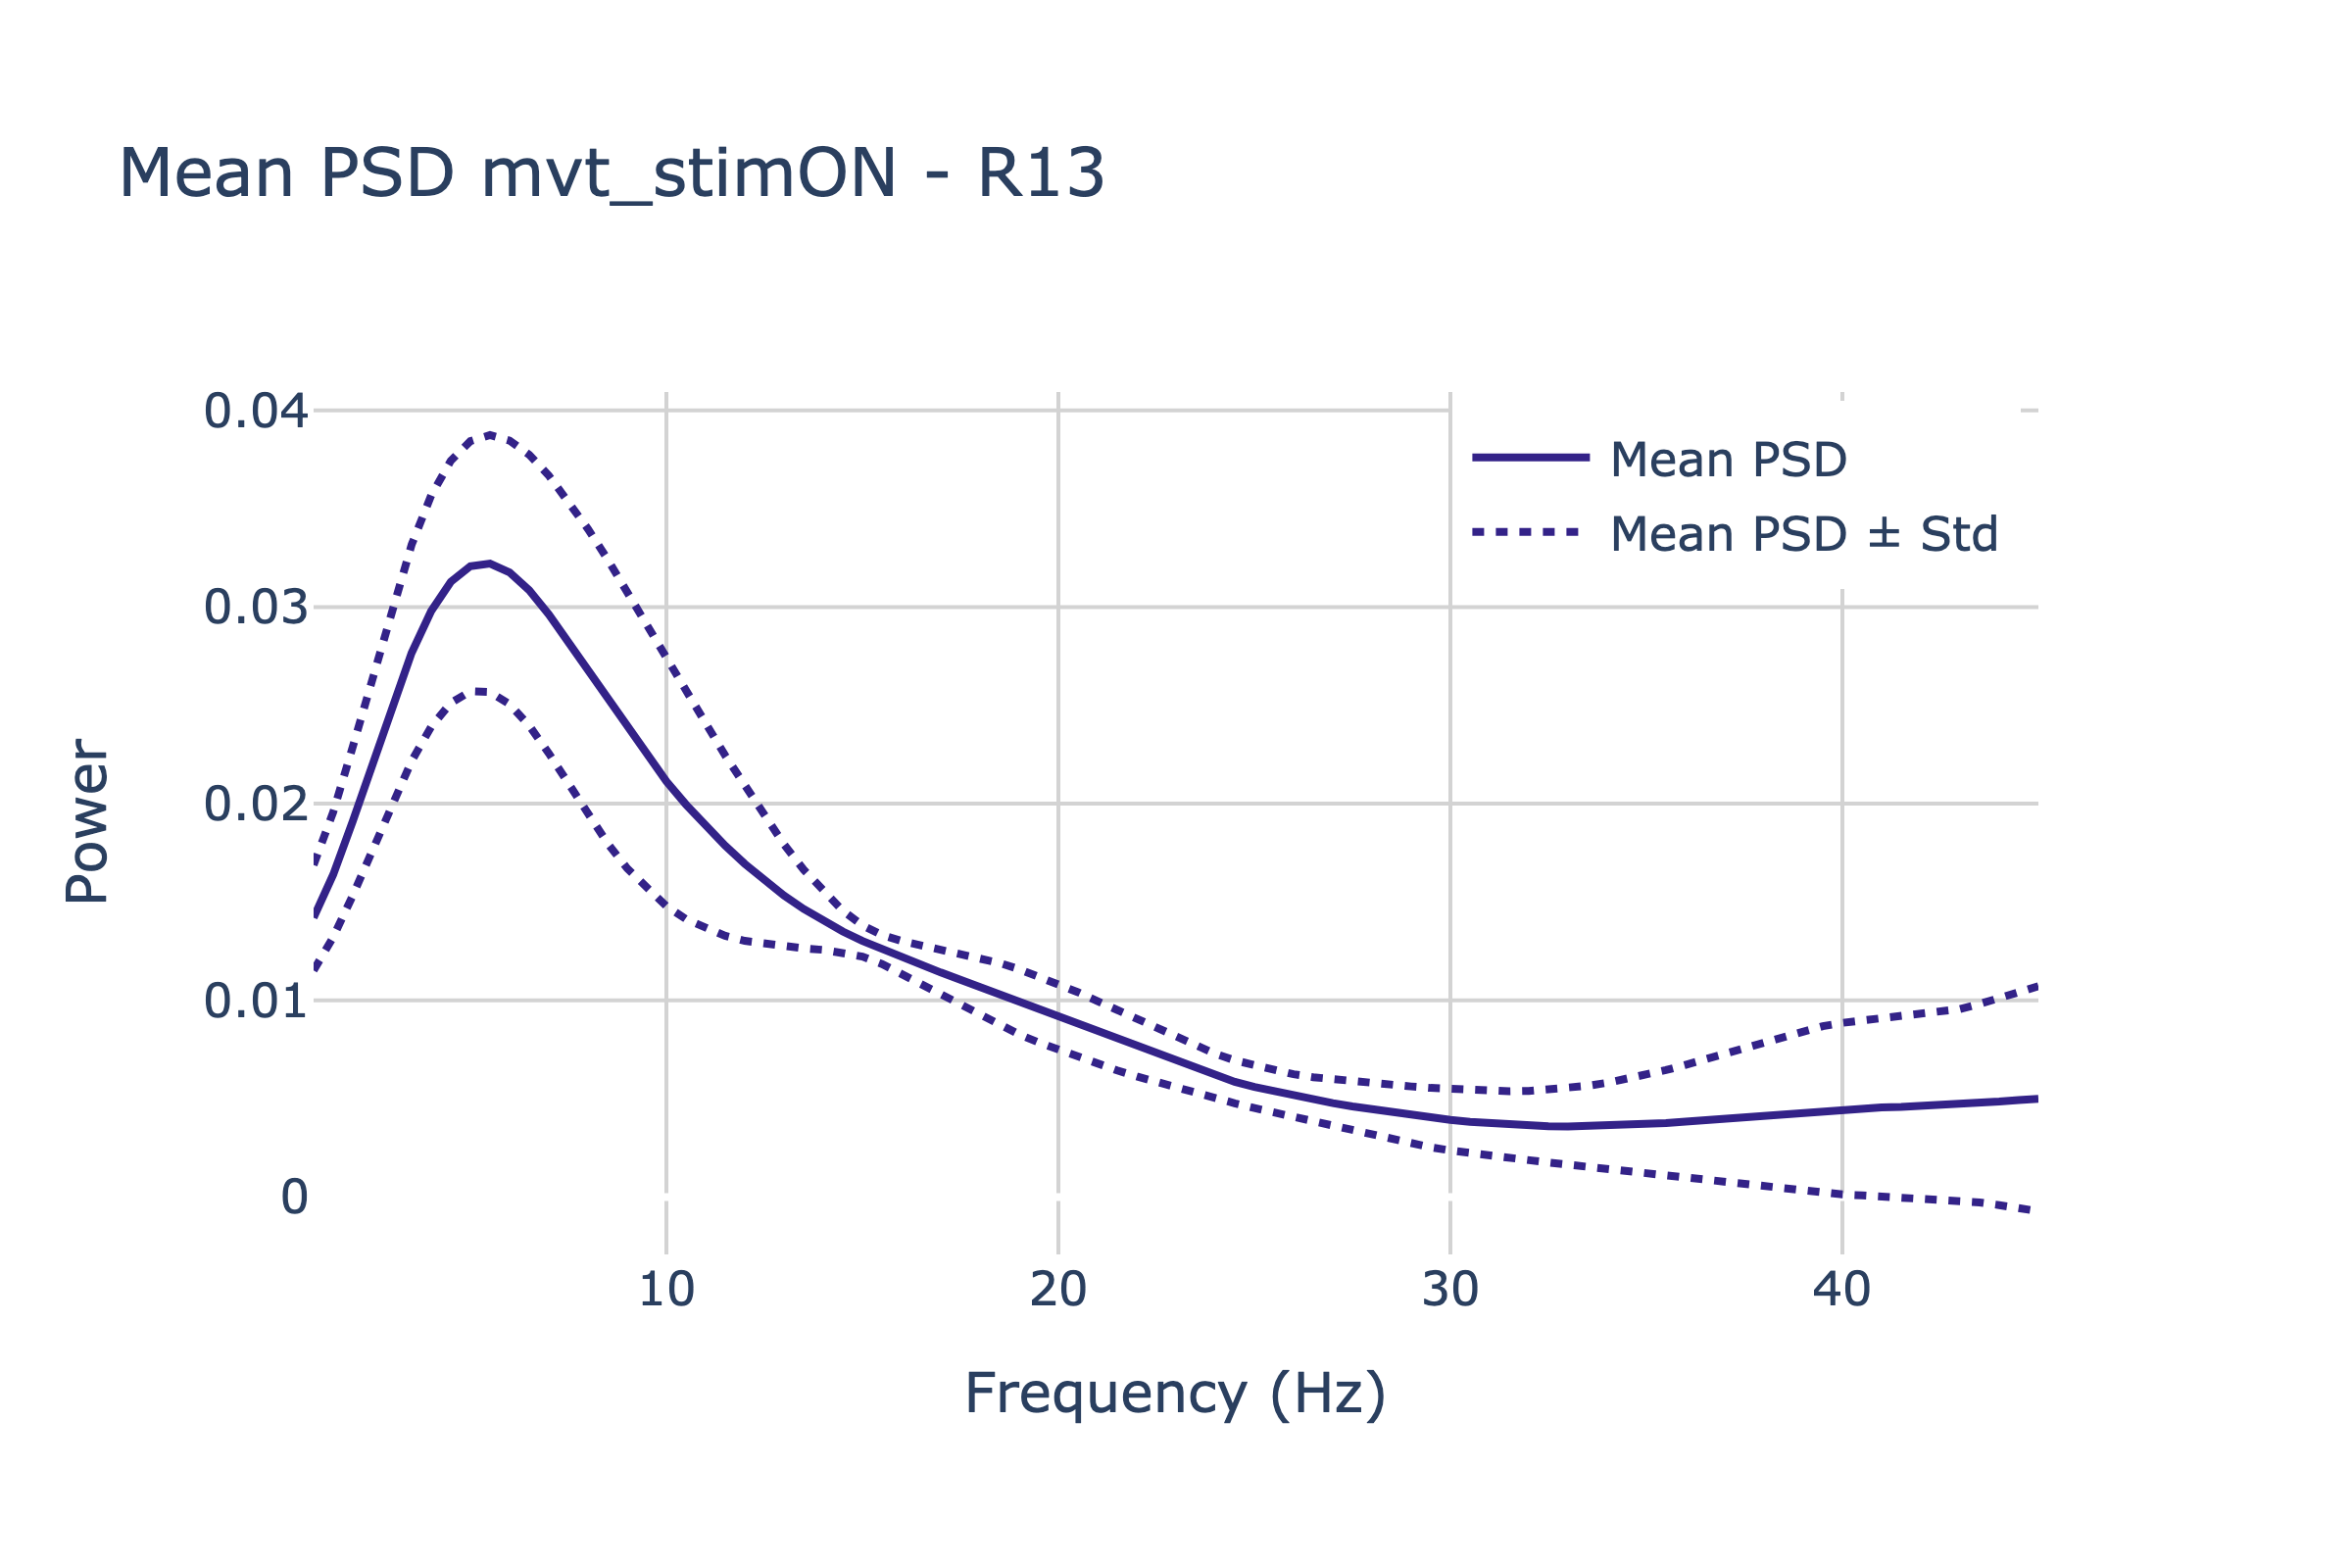 Mean PSD mvt_stimON - R13
Mean PSD
Mean PSD ± Std
0.04
0.03
0.02
0.01
0
Power
10
20
30
40
Frequency (Hz)